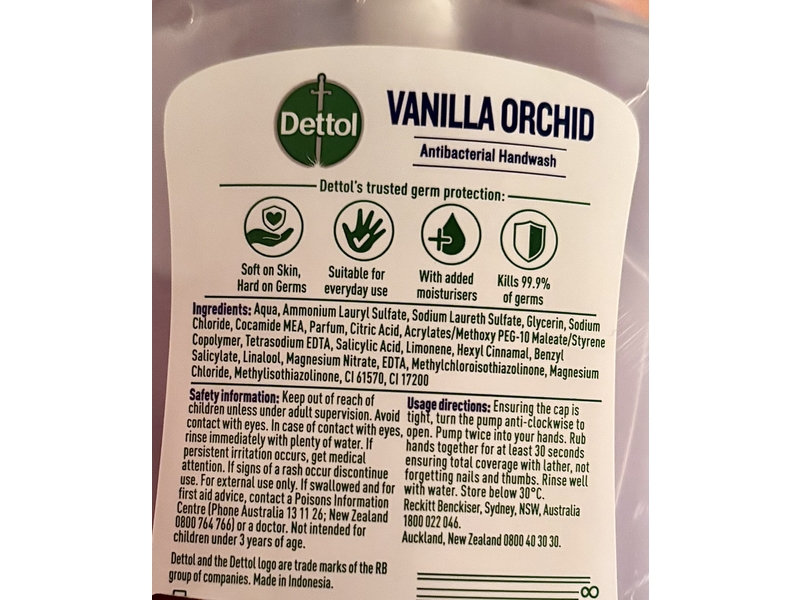 Dettol
VANILLA ORCHID
Antibacterial Handwash
Dettol's trusted germ protection:
Soft on Skin,
Hard on Germs
Suitable for
everyday use
With added
moisturisers
Kills 99.9%
of germs
Ingredients: Aqua, Ammonium Lauryl Sulfate, Sodium Laureth Sulfate, Glycerin, Sodium
Chloride, Cocamide MEA, Parfum, Citric Acid, Acrylates/Methoxy PEG-10 Maleate/Styrene
Copolymer, Tetrasodium EDTA, Salicylic Acid, Limonene, Hexyl Cinnamal, Benzyl
Salicylate, Linalool, Magnesium Nitrate, EDTA, Methylchloroisothiazolinone, Magnesium
Chloride, Methylisothiazolinone, CI 61570, CI 17200
Safety information: Keep out of reach of
children unless under adult supervision. Avoid
contact with eyes. In case of contact with eyes,
rinse immediately with plenty of water. If
persistent irritation occurs, get medical
attention. If signs of a rash occur discontinue
use. For external use only. If swallowed and for
first aid advice, contact a Poisons Information
Centre (Phone Australia 13 11 26; New Zealand
0800 764 766) or a doctor. Not intended for
children under 3 years of age.
Usage directions: Ensuring the cap is
tight, turn the pump anti-clockwise to
open. Pump twice into your hands. Rub
hands together for at least 30 seconds
ensuring total coverage with lather, not
forgetting nails and thumbs. Rinse well
with water. Store below 30°C.
Reckitt Benckiser, Sydney, NSW, Australia
1800 022 046.
Auckland, New Zealand 0800 40 30 30.
Dettol and the Dettol logo are trade marks of the RB
group of companies. Made in Indonesia.